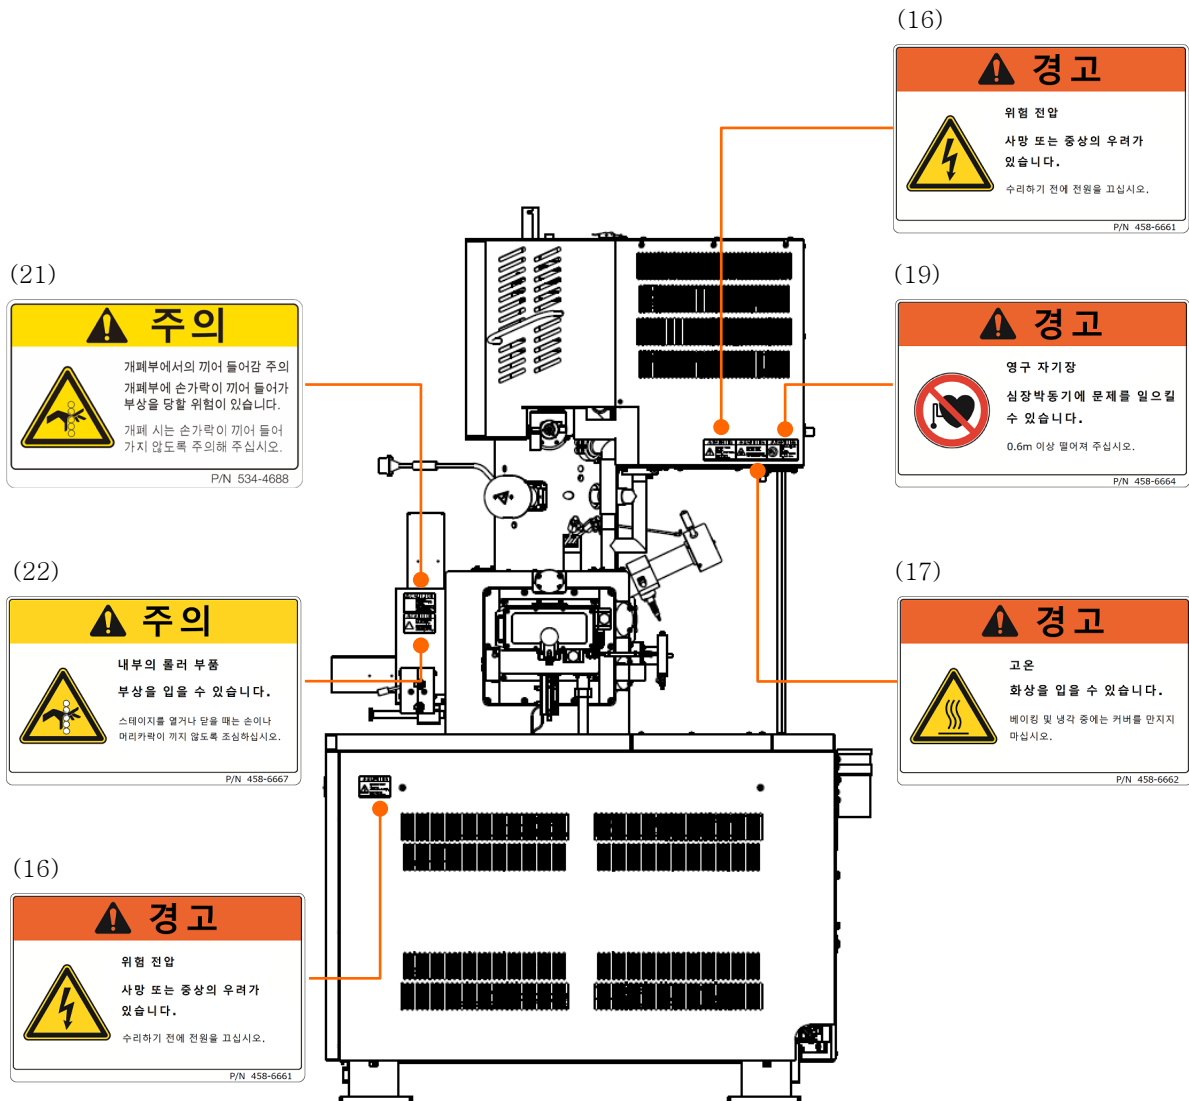 (16)
경고
위험 전압
사망 또는 중상의 우려가
있습니다.
수리하기 전에 전원을 끄십시오.
P/N 458-6661
(21)
주의
개폐부에서의 끼어 들어감 주의
개폐부에 손가락이 끼어 들어가
부상을 당할 위험이 있습니다.
개폐 시는 손가락이 끼어 들어
가지 않도록 주의해 주십시오.
P/N 534-4688
(19)
경고
영구 자기장
심장박동기에 문제를 일으킬
수 있습니다.
0.6m 이상 떨어져 주십시오.
P/N 458-6664
(22)
주의
내부의 롤러 부품
부상을 입을 수 있습니다.
스테이지를 열거나 닫을 때는 손이나
머리카락이 끼지 않도록 조심하십시오.
P/N 458-6667
(17)
경고
고온
화상을 입을 수 있습니다.
베이킹 및 냉각 중에는 커버를 만지지
마십시오.
P/N 458-6662
(16)
경고
위험 전압
사망 또는 중상의 우려가
있습니다.
수리하기 전에 전원을 끄십시오.
P/N 458-6661